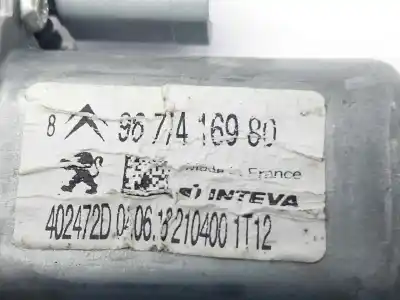 8 96 774 169 80
Made in France
INTEVA
402472D 04.06.18 210400 1T12